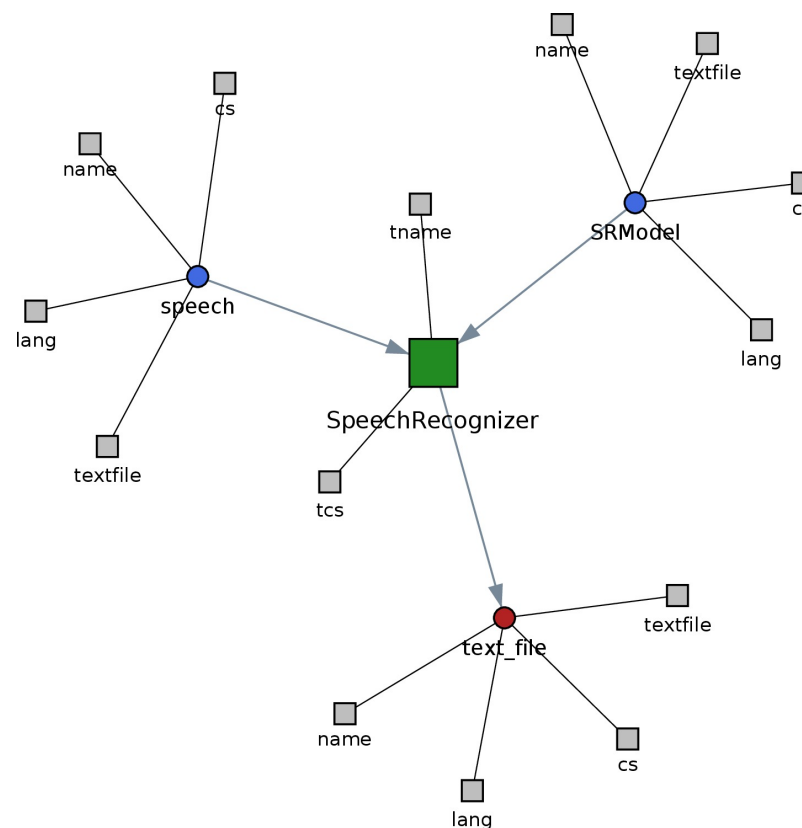 name
textfile
cs
name
c
tname
SRModel
speech
lang
lang
SpeechRecognizer
textfile
tcs
textfile
text_file
name
cs
lang